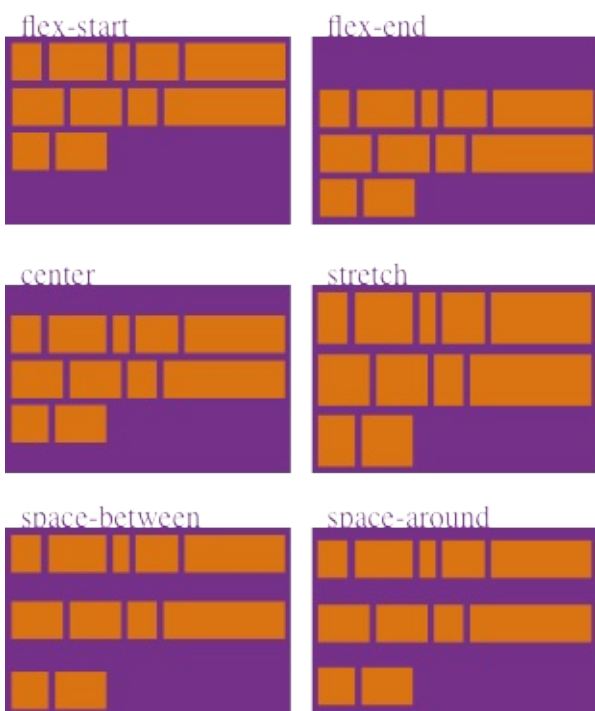 flex-start
flex-end
center
stretch
space-between
space-around